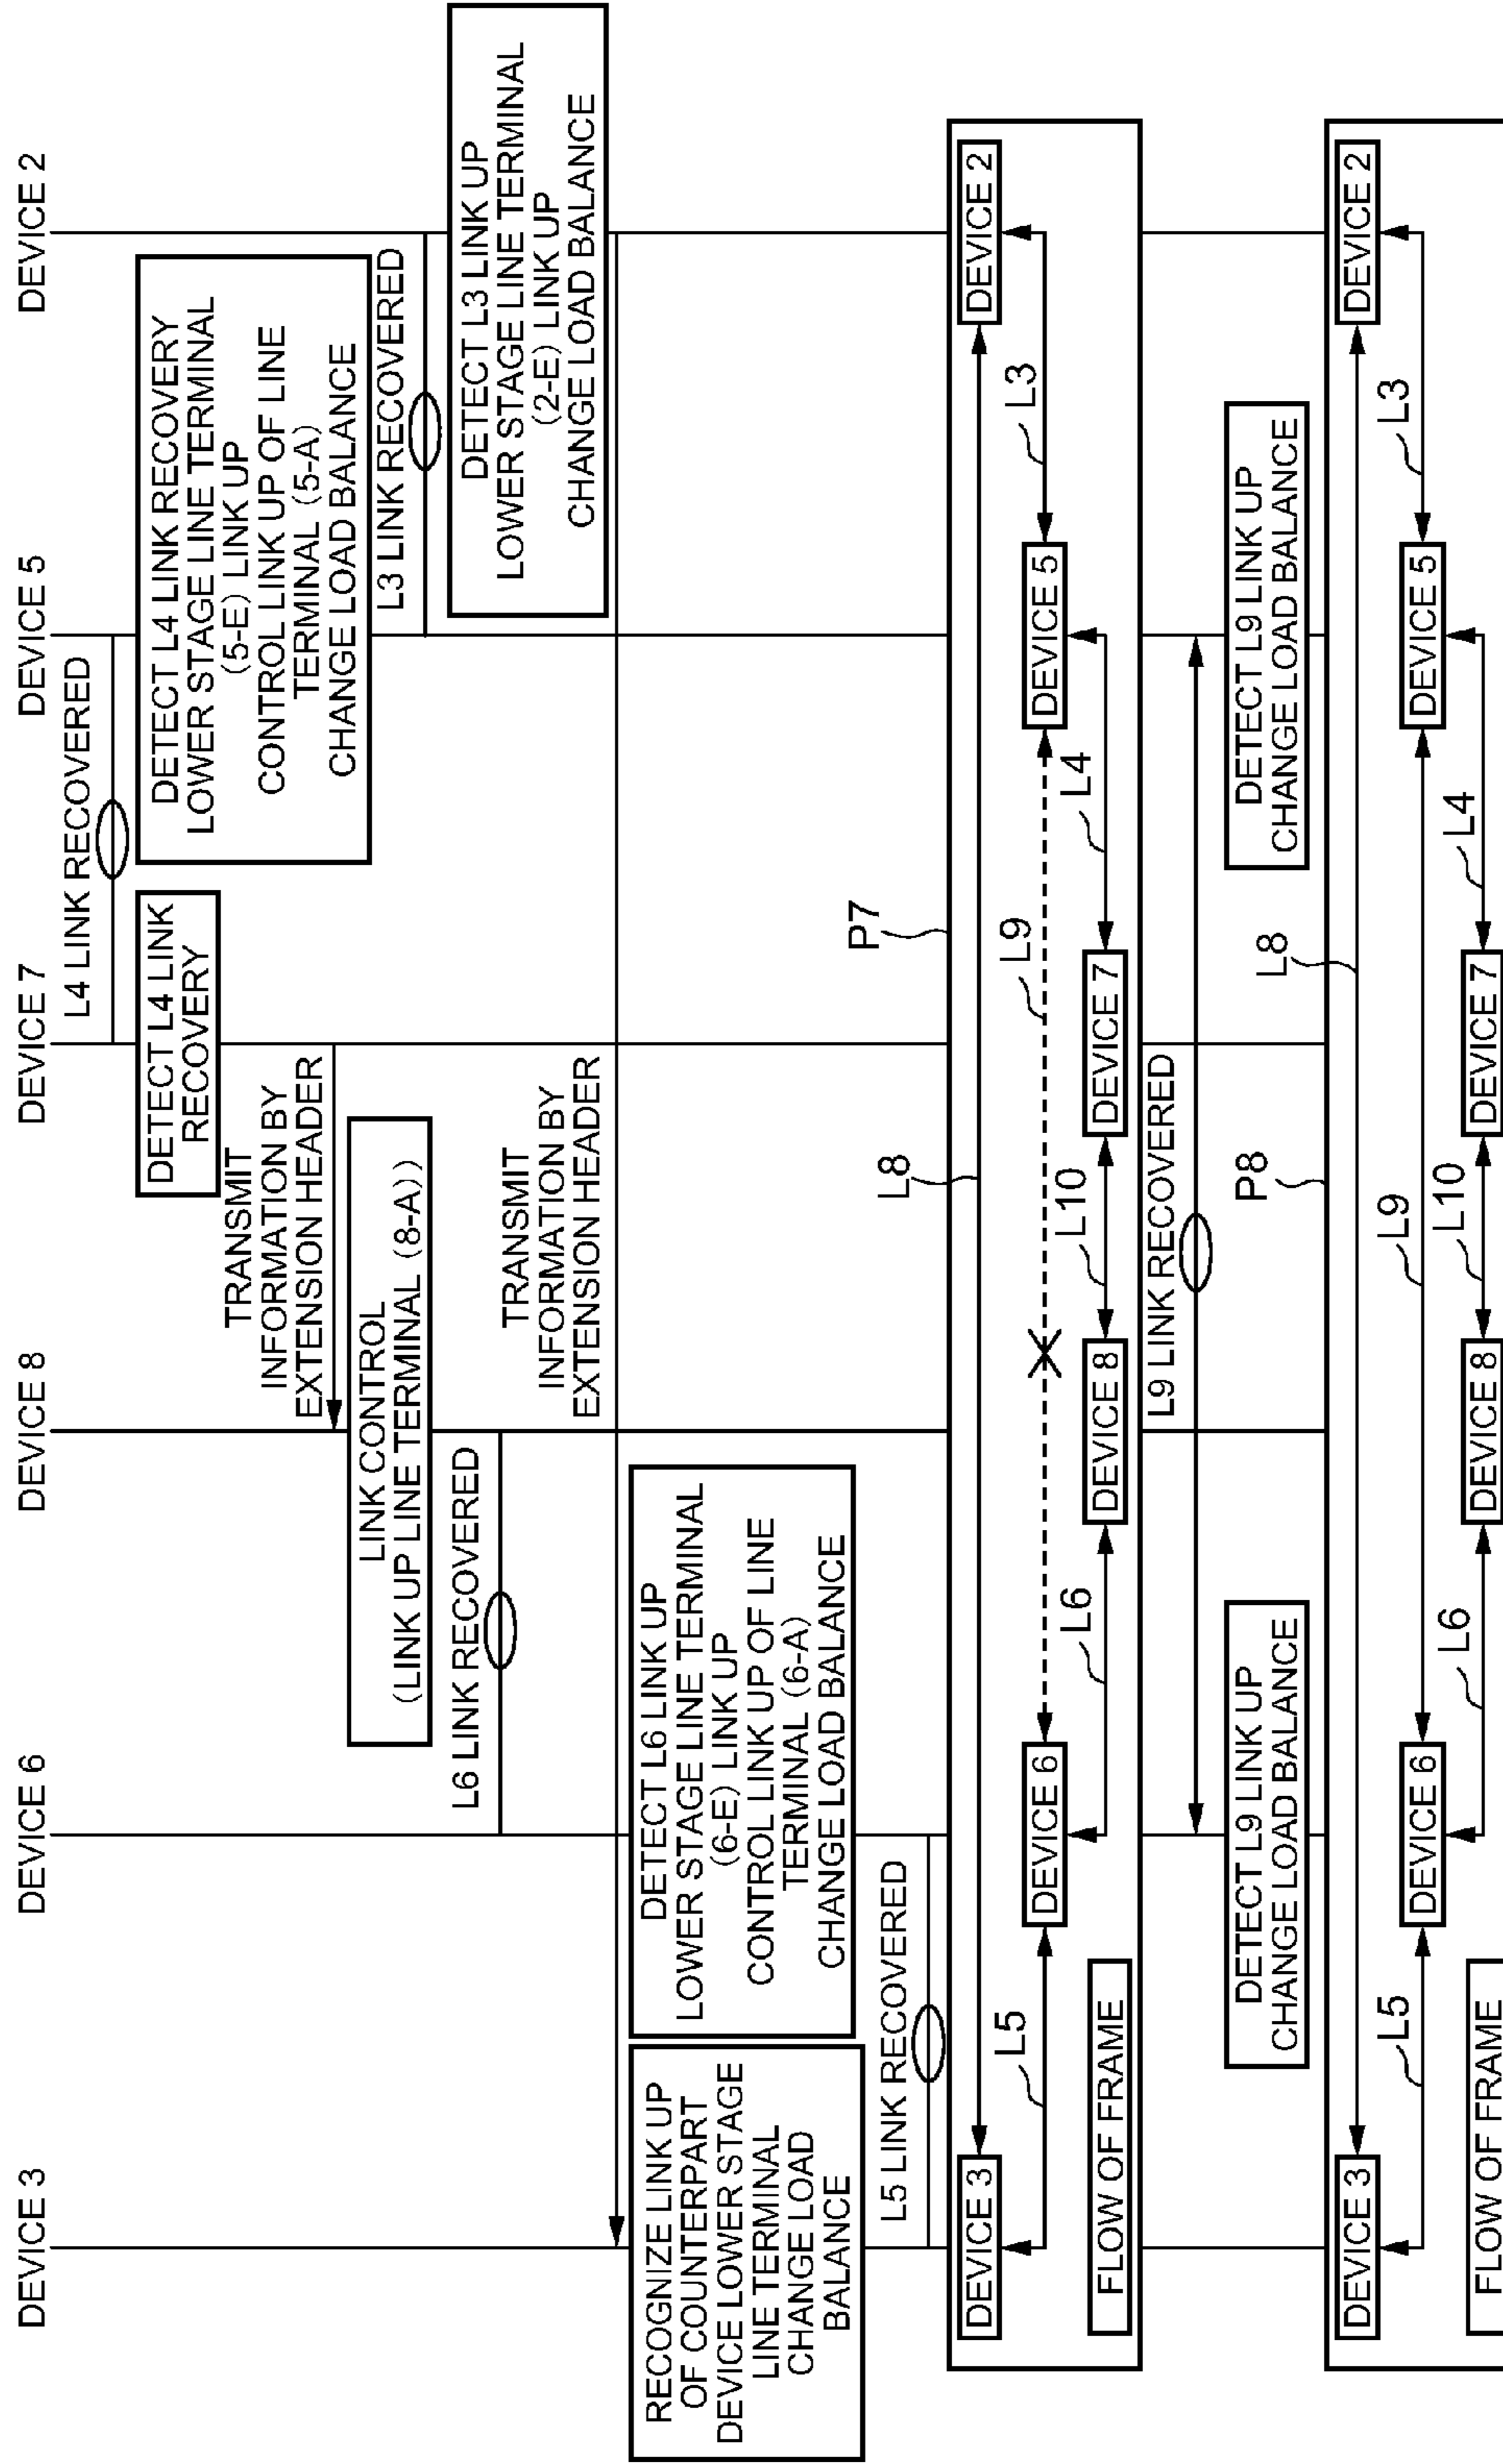 DEVICE 3
DEVICE 6
DEVICE 8
DEVICE 7
DEVICE 5
DEVICE 2
L4 LINK RECOVERED
DETECT L4 LINK
RECOVERY
DETECT L4 LINK RECOVERY
LOWER STAGE LINE TERMINAL
(5-E) LINK UP
CONTROL LINK UP OF LINE
TERMINAL (5-A)
CHANGE LOAD BALANCE
TRANSMIT
INFORMATION BY
EXTENSION HEADER
LINK CONTROL
(LINK UP LINE TERMINAL (8-A))
L3 LINK RECOVERED
L6 LINK RECOVERED
DETECT L3 LINK UP
LOWER STAGE LINE TERMINAL
(2-E) LINK UP
CHANGE LOAD BALANCE
TRANSMIT
INFORMATION BY
EXTENSION HEADER
RECOGNIZE LINK UP
OF COUNTERPART
DEVICE LOWER STAGE
LINE TERMINAL
CHANGE LOAD
BALANCE
DETECT L6 LINK UP
LOWER STAGE LINE TERMINAL
(6-E) LINK UP
CONTROL LINK UP OF LINE
TERMINAL (6-A)
CHANGE LOAD BALANCE
L5 LINK RECOVERED
P7
L8
DEVICE 3
DEVICE 2
L5
L9
L3
DEVICE 6
DEVICE 5
L6
L10
L4
FLOW OF FRAME
DEVICE 8
DEVICE 7
L9 LINK RECOVERED
DETECT L9 LINK UP
CHANGE LOAD BALANCE
DETECT L9 LINK UP
CHANGE LOAD BALANCE
P8
L8
DEVICE 3
DEVICE 2
L5
L9
L3
DEVICE 6
DEVICE 5
L6
L10
L4
FLOW OF FRAME
DEVICE 8
DEVICE 7